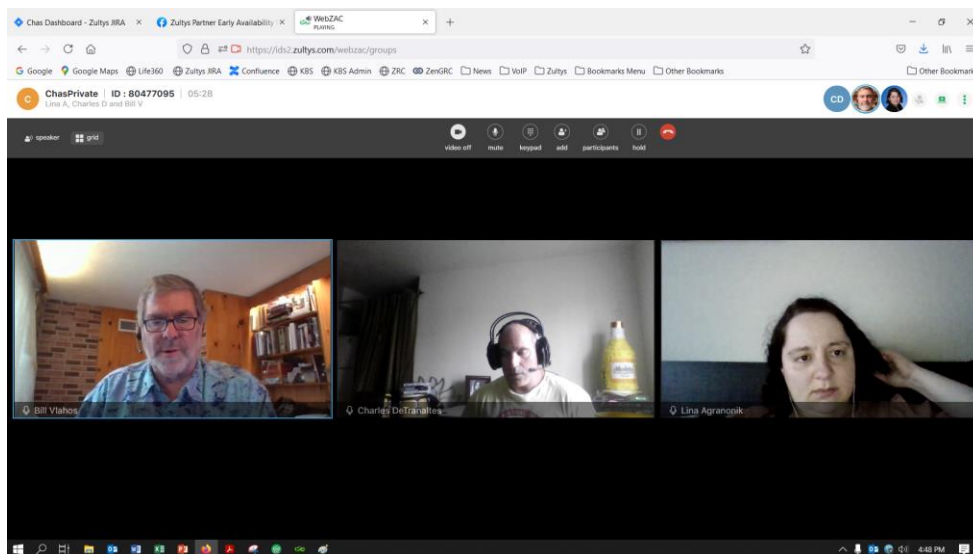 Chas Dashboard - Zultys JIRA
Zultys Partner Early Availability
WebZAC
PLAYING
https://ids2.zultys.com/webzac/groups
Google Google Maps Life360 Zultys JIRA Confluence KBS KBS Admin ZRC ZenGRC News VoIP Zultys Bookmarks Menu Other Bookmarks Other Bookmark
C ChasPrivate ID : 80477095 05:28 CD
Lina A, Charles D and Bill V
speaker grid
video off mute keypad add participants hold
Bill Vlahos Charles DeTranaltes Lina Agranonik
4:48 PM